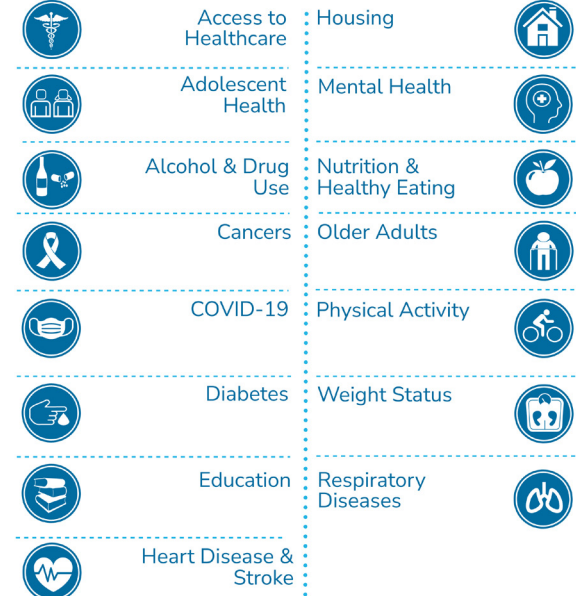 Access to
Healthcare
Adolescent
Health
Alcohol & Drug
Use
Cancers
COVID-19
Diabetes
Education
Heart Disease &
Stroke
Housing
Mental Health
Nutrition &
Healthy Eating
Older Adults
Physical Activity
Weight Status
Respiratory
Diseases